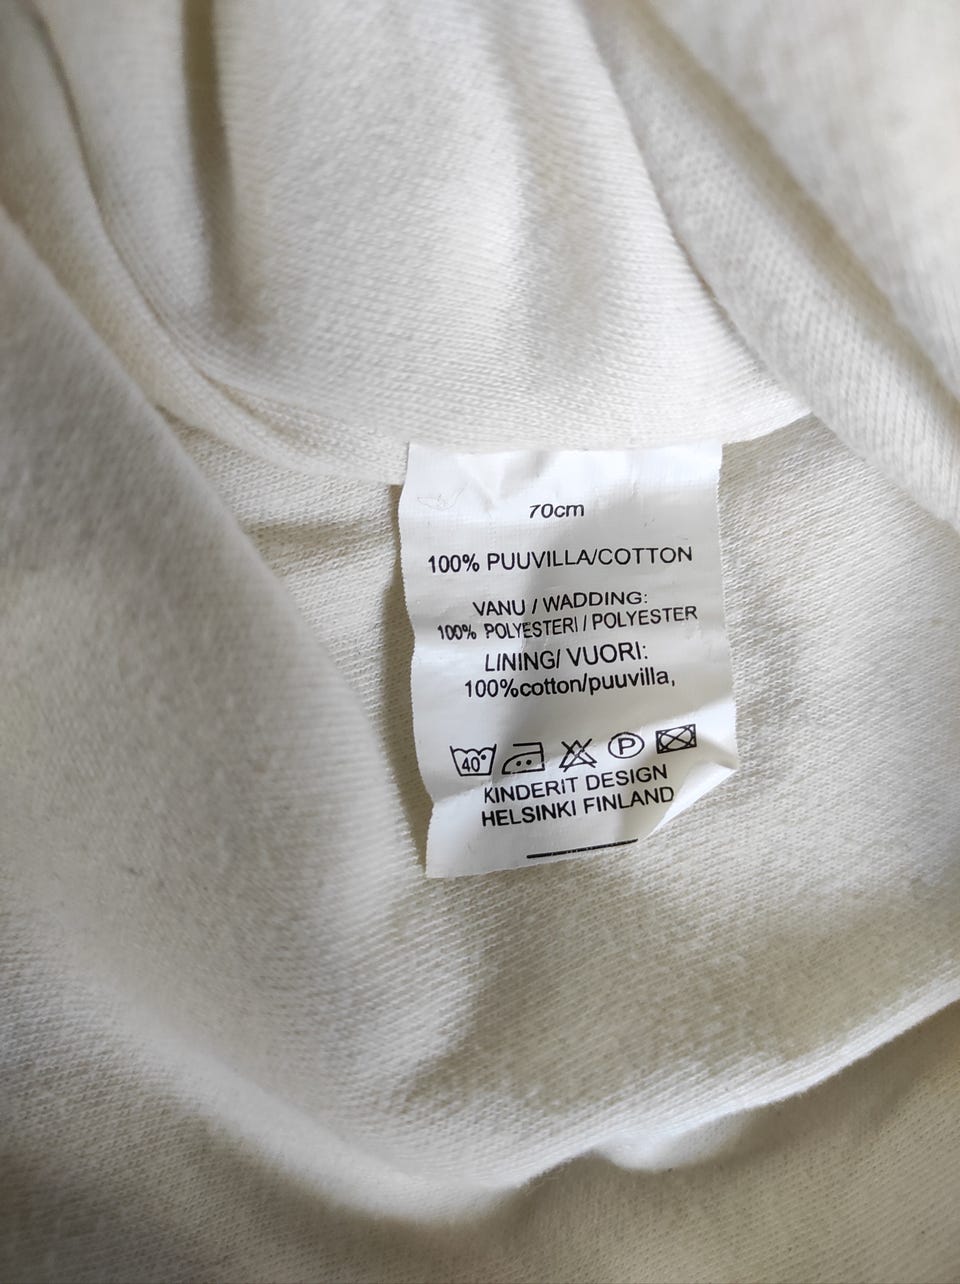 70cm
100% PUUVILLA/COTTON
VANU / WADDING:
100% POLYESTERI / POLYESTER
LINING/ VUORI:
100%cotton/puuvilla,
40° P
KINDERIT DESIGN
HELSINKI FINLAND